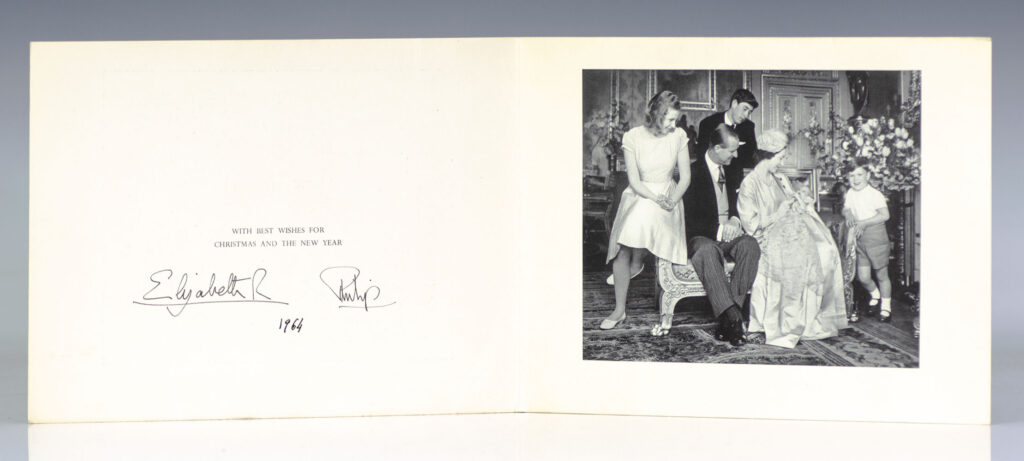 WITH BEST WISHES FOR
CHRISTMAS AND THE NEW YEAR
Elizabeth R
Philip
1964